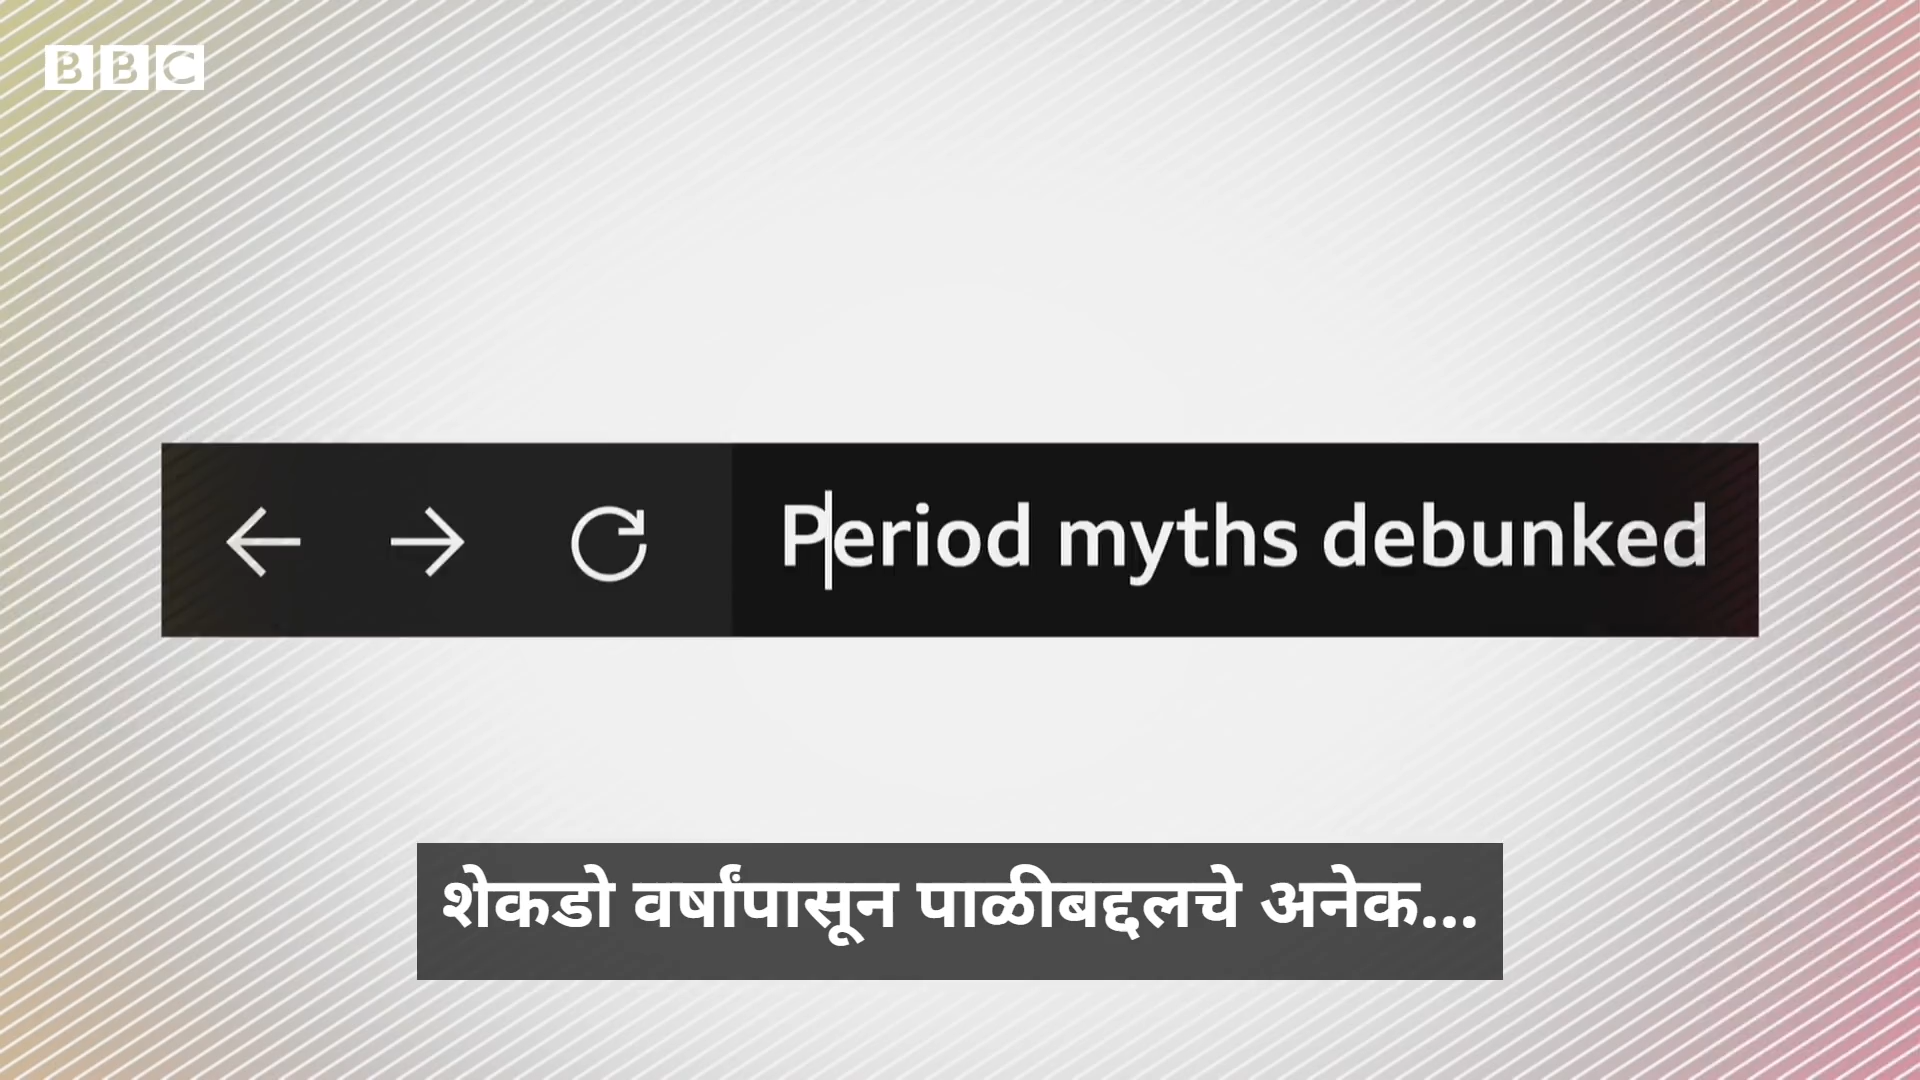 BBC
Period myths debunked
शेकडो वर्षांपासून पाळीबद्दलचे अनेक...